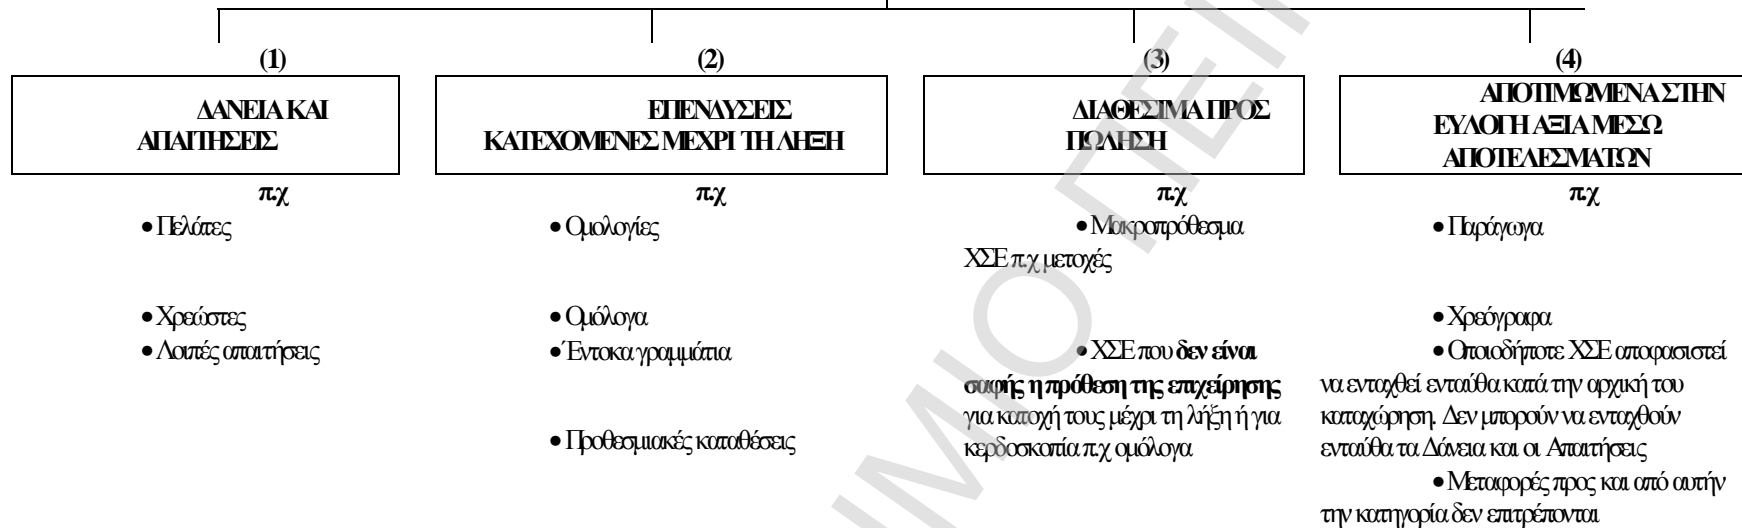 (1)
ΔΑΝΕΙΑ ΚΑΙ
ΑΠΑΙΤΗΣΕΙΣ
π.χ
• Πελάτες
• Χρεώστες
• Λοιπές απαιτήσεις
(2)
ΕΠΕΝΔΥΣΕΙΣ
ΚΑΤΕΧΟΜΕΝΕΣ ΜΕΧΡΙ ΤΗ ΛΗΞΗ
π.χ
• Ομολογίες
• Ομόλογα
• Έντοκα γραμμάτια
• Προθεσμιακές καταθέσεις
(3)
ΔΙΑΘΕΣΙΜΑ ΠΡΟΣ
ΠΩΛΗΣΗ
π.χ
• Μακροπρόθεσμα
ΧΣΕ π.χ μετοχές
• ΧΣΕ που δεν είναι
σαφής η πρόθεση της επιχείρησης
για κατοχή τους μέχρι τη λήξη ή για
κερδοσκοπία π.χ ομόλογα
(4)
ΑΠΟΤΙΜΩΜΕΝΑ ΣΤΗΝ
ΕΥΛΟΓΗ ΑΞΙΑ ΜΕΣΩ
ΑΠΟΤΕΛΕΣΜΑΤΩΝ
π.χ
• Παράγωγα
• Χρεόγραφα
• Οποιοδήποτε ΧΣΕ αποφασιστεί
να ενταχθεί ενταύθα κατά την αρχική του
καταχώρηση. Δεν μπορούν να ενταχθούν
ενταύθα τα Δάνεια και οι Απαιτήσεις
• Μεταφορές προς και από αυτήν
την κατηγορία δεν επιτρέπονται